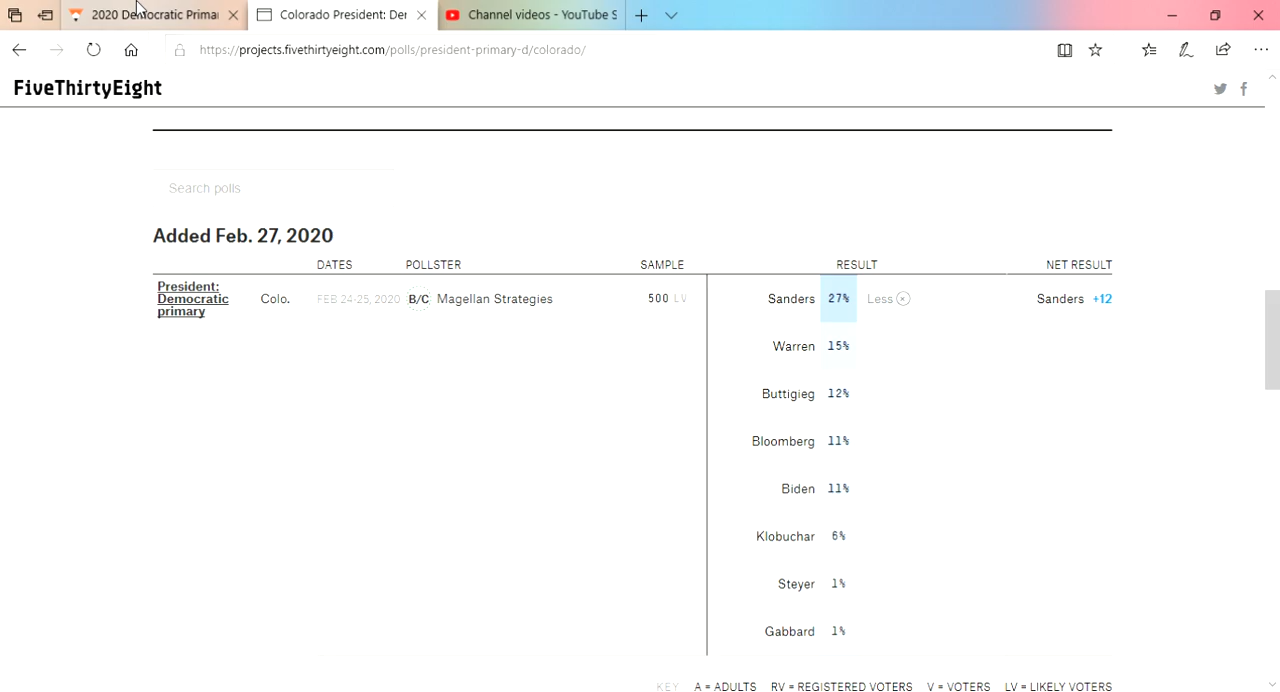 2020 Democratic Primar
Colorado President: Der
Channel videos - YouTube S
https://projects.fivethirtyeight.com/polls/president-primary-d/colorado/
FiveThirtyEight
Search polls
Added Feb. 27, 2020
DATES POLLSTER SAMPLE RESULT NET RESULT
President: Democratic primary Colo. FEB 24-25, 2020 B/C Magellan Strategies 500 LV Sanders 27% Less Sanders +12
Warren 15%
Buttigieg 12%
Bloomberg 11%
Biden 11%
Klobuchar 6%
Steyer 1%
Gabbard 1%
KEY A = ADULTS RV = REGISTERED VOTERS V = VOTERS LV = LIKELY VOTERS